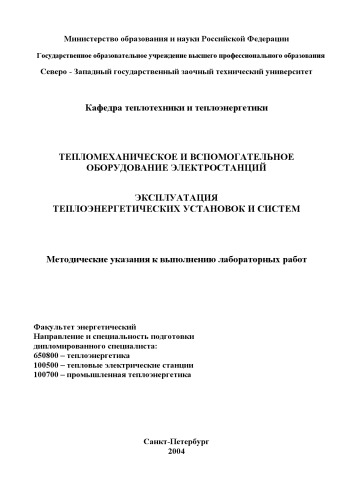 Министерство образования и науки Российской Федерации
Государственное образовательное учреждение высшего профессионального образования
Северо - Западный государственный заочный технический университет
Кафедра теплотехники и теплоэнергетики
ТЕПЛОМЕХАНИЧЕСКОЕ И ВСПОМОГАТЕЛЬНОЕ
ОБОРУДОВАНИЕ ЭЛЕКТРОСТАНЦИЙ
ЭКСПЛУАТАЦИЯ
ТЕПЛОЭНЕРГЕТИЧЕСКИХ УСТАНОВОК И СИСТЕМ
Методические указания к выполнению лабораторных работ
Факультет энергетический
Направление и специальность подготовки
дипломированного специалиста:
650800 – теплоэнергетика
100500 – тепловые электрические станции
100700 – промышленная теплоэнергетика
Санкт-Петербург
2004